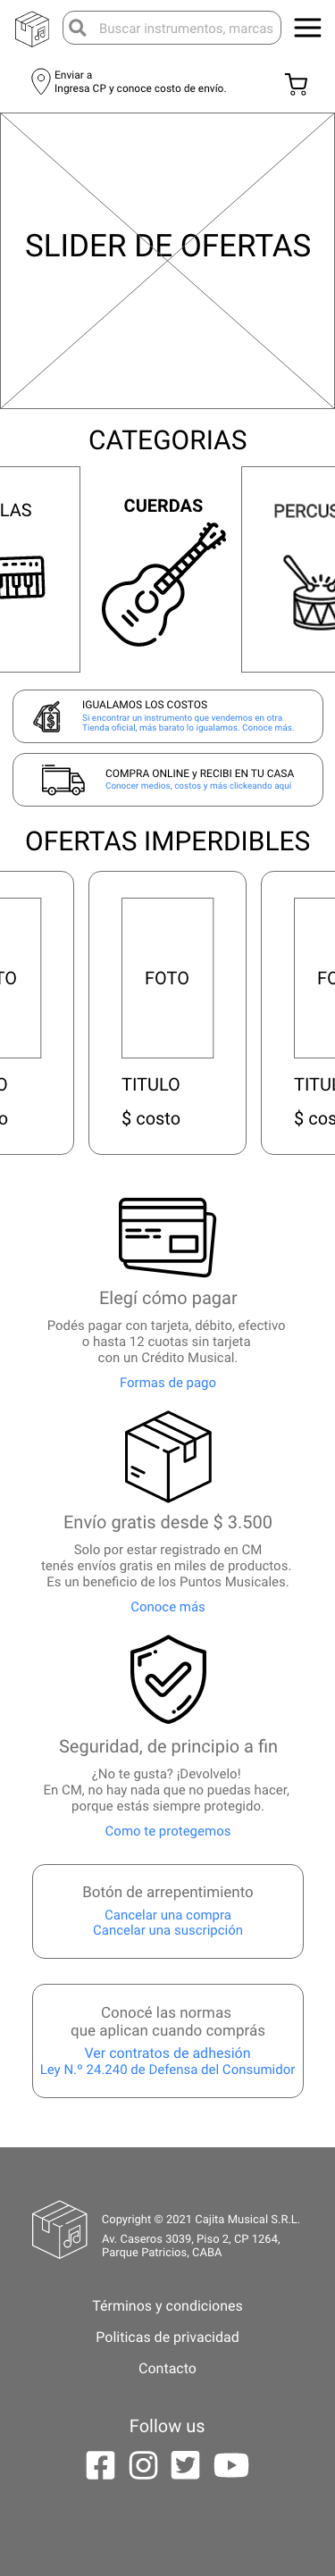 Buscar instrumentos, marcas
Enviar a
Ingresa CP y conoce costo de envío.
SLIDER DE OFERTAS
CATEGORIAS
LAS
CUERDAS
PERCUS
IGUALAMOS LOS COSTOS
Si encontrar un instrumento que vendemos en otra
Tienda oficial, más barato lo igualamos. Conoce más.
COMPRA ONLINE y RECIBI EN TU CASA
Conocer medios, costos y más clickeando aquí
OFERTAS IMPERDIBLES
TO
FOTO
FO
O
TITULO
TITUL
o
$ costo
$ cos
Elegí cómo pagar
Podés pagar con tarjeta, débito, efectivo
o hasta 12 cuotas sin tarjeta
con un Crédito Musical.
Formas de pago
Envío gratis desde $ 3.500
Solo por estar registrado en CM
tenés envíos gratis en miles de productos.
Es un beneficio de los Puntos Musicales.
Conoce más
Seguridad, de principio a fin
¿No te gusta? ¡Devolvelo!
En CM, no hay nada que no puedas hacer,
porque estás siempre protegido.
Como te protegemos
Botón de arrepentimiento
Cancelar una compra
Cancelar una suscripción
Conocé las normas
que aplican cuando comprás
Ver contratos de adhesión
Ley N.º 24.240 de Defensa del Consumidor
Copyright © 2021 Cajita Musical S.R.L.
Av. Caseros 3039, Piso 2, CP 1264,
Parque Patricios, CABA
Términos y condiciones
Politicas de privacidad
Contacto
Follow us